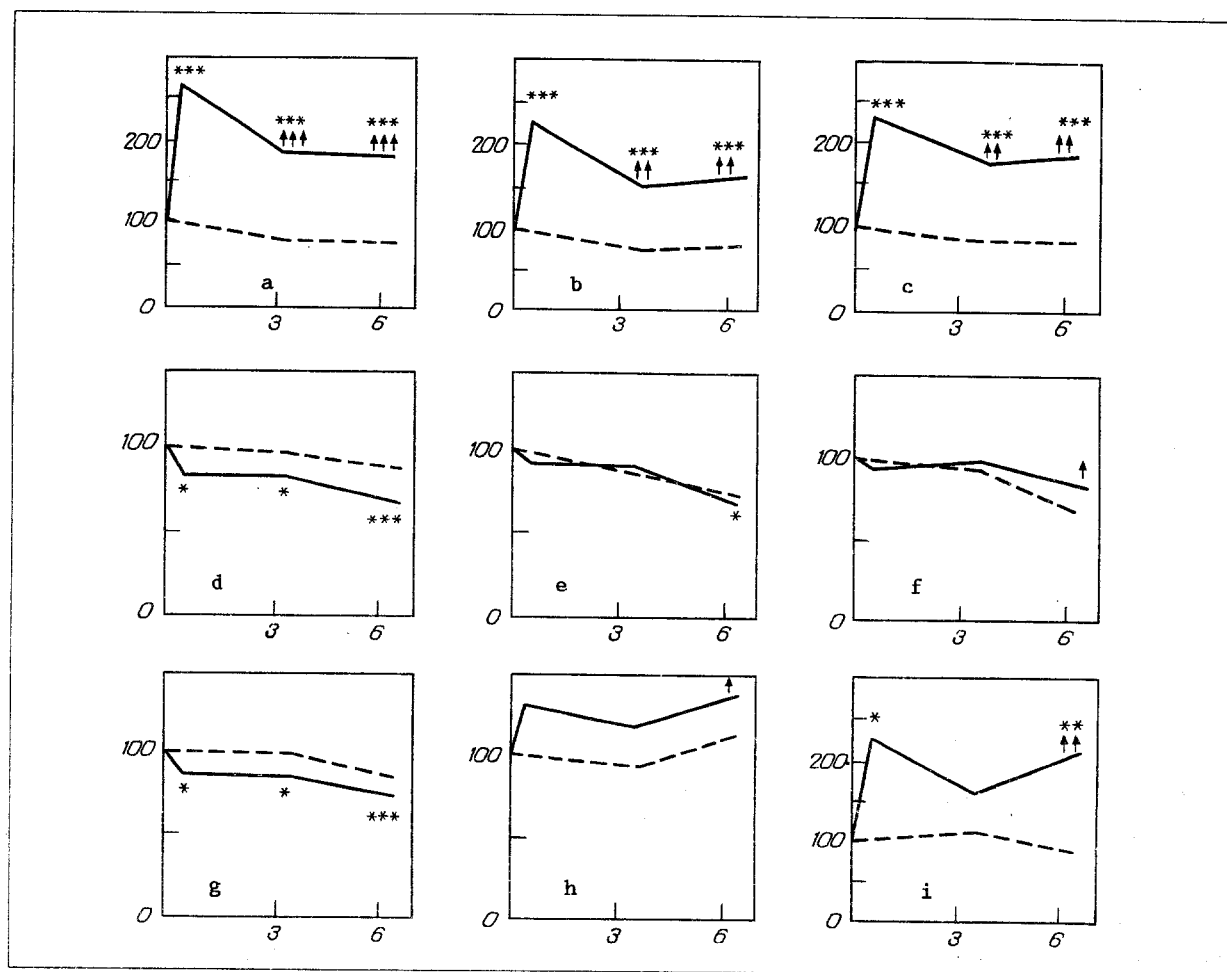 *** *** *** 200 100 0 a 3 6
*** *** *** b 100 0 3 6
*** *** *** 200 100 0 c 3 6
100 * * *** d 0 3 6
100 * e 0 3 6
100 f 0 3 6
100 * * *** g 0 3 6
100 h 0 3 6
* ** 200 100 i 0 3 6